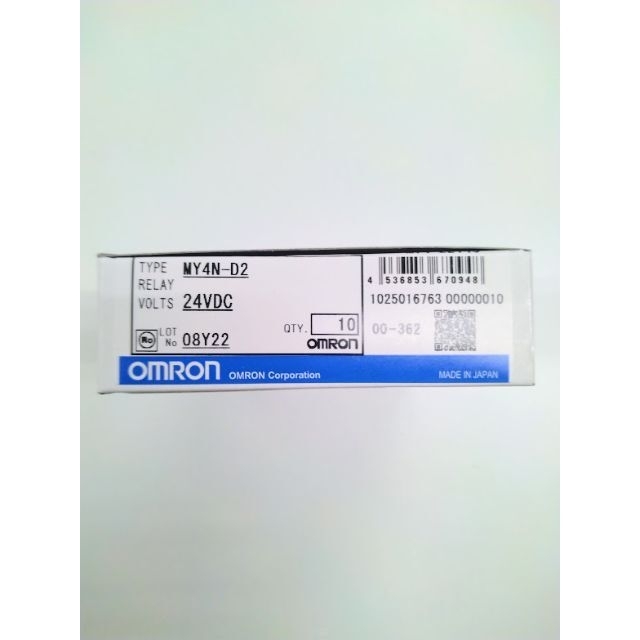 TYPE MY4N-D2
RELAY
VOLTS 24VDC
LOT No 08Y22
QTY. 10
OMRON
4 536853 670948
1025016763 00000010
0G-362
OMRON OMRON Corporation
MADE IN JAPAN